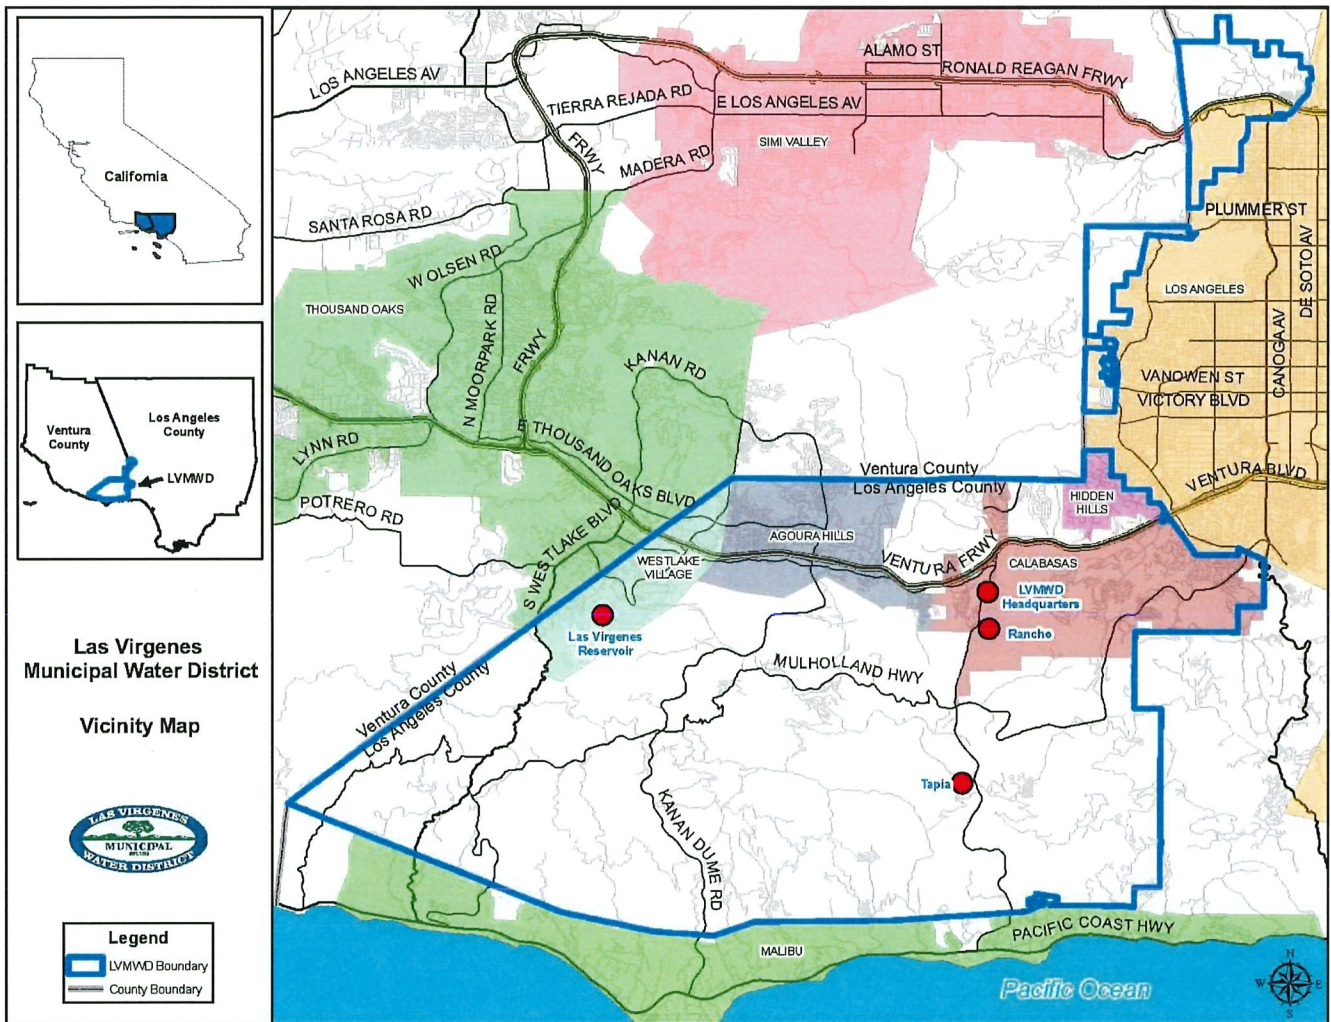 California
Ventura
County
Los Angeles
County
LVMWD
Las Virgenes
Municipal Water District
Vicinity Map
LAS VIRGENES
MUNICIPAL
WATER DISTRICT
Legend
LVMWD Boundary
County Boundary
ALAMO ST
RONALD REAGAN FRWY
LOS ANGELES AV
TIERRA REJADA RD
E LOS ANGELES AV
FRWY
SIMI VALLEY
MADERA RD
SANTA ROSA RD
PLUMMER ST
W OLSEN RD
DE SOTO AV
LOS ANGELES
THOUSAND OAKS
N MOORPARK RD
FRWY
KANAN RD
CANOGA AV
VANOWEN ST
VICTORY BLVD
LYNN RD
E THOUSAND OAKS BLVD
Ventura County
Los Angeles County
VENTURA BLVD
HIDDEN
HILLS
POTRERO RD
S WESTLAKE BLVD
AGOURA HILLS
VENTURA FRWY
WESTLAKE
VILLAGE
CALABASAS
LVMWD
Headquarters
Rancho
Las Virgenes
Reservoir
MULHOLLAND HWY
Ventura County
Los Angeles County
Tapia
KANAN DUME RD
PACIFIC COAST HWY
MALIBU
Pacific Ocean
N
W
E
S